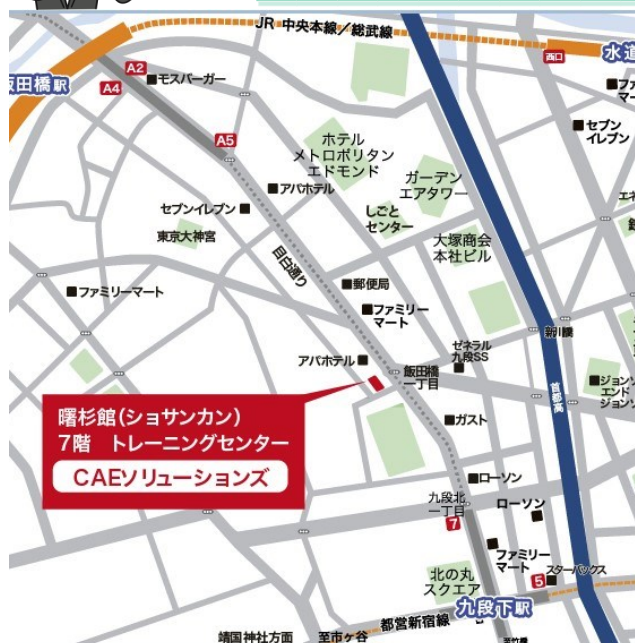 JR 中央本線／総武線
西口
水道
飯田橋駅
A2
モスバーガー
A4
A5
ファミ
マート
セブン
イレブン
ホテル
メトロポリタン
エドモンド
ガーデン
エアタワー
アパホテル
しごと
センター
セブンイレブン
東京大神宮
大塚商会
本社ビル
目白通り
郵便局
ファミリーマート
ファミリー
マート
新川橋
ゼネラル
九段SS
アパホテル
飯田橋
一丁目
首都高
ジョンソ
エンド
ジョンソ
曙杉館(ショサンカン)
7階 トレーニングセンター
CAEソリューションズ
ガスト
ローソン
九段北
一丁目
7
ローソン
ファミリー
マート
北の丸
スクエア
5
スターバックス
九段下駅
都営新宿線
靖国神社方面
至市ヶ谷
至竹橋